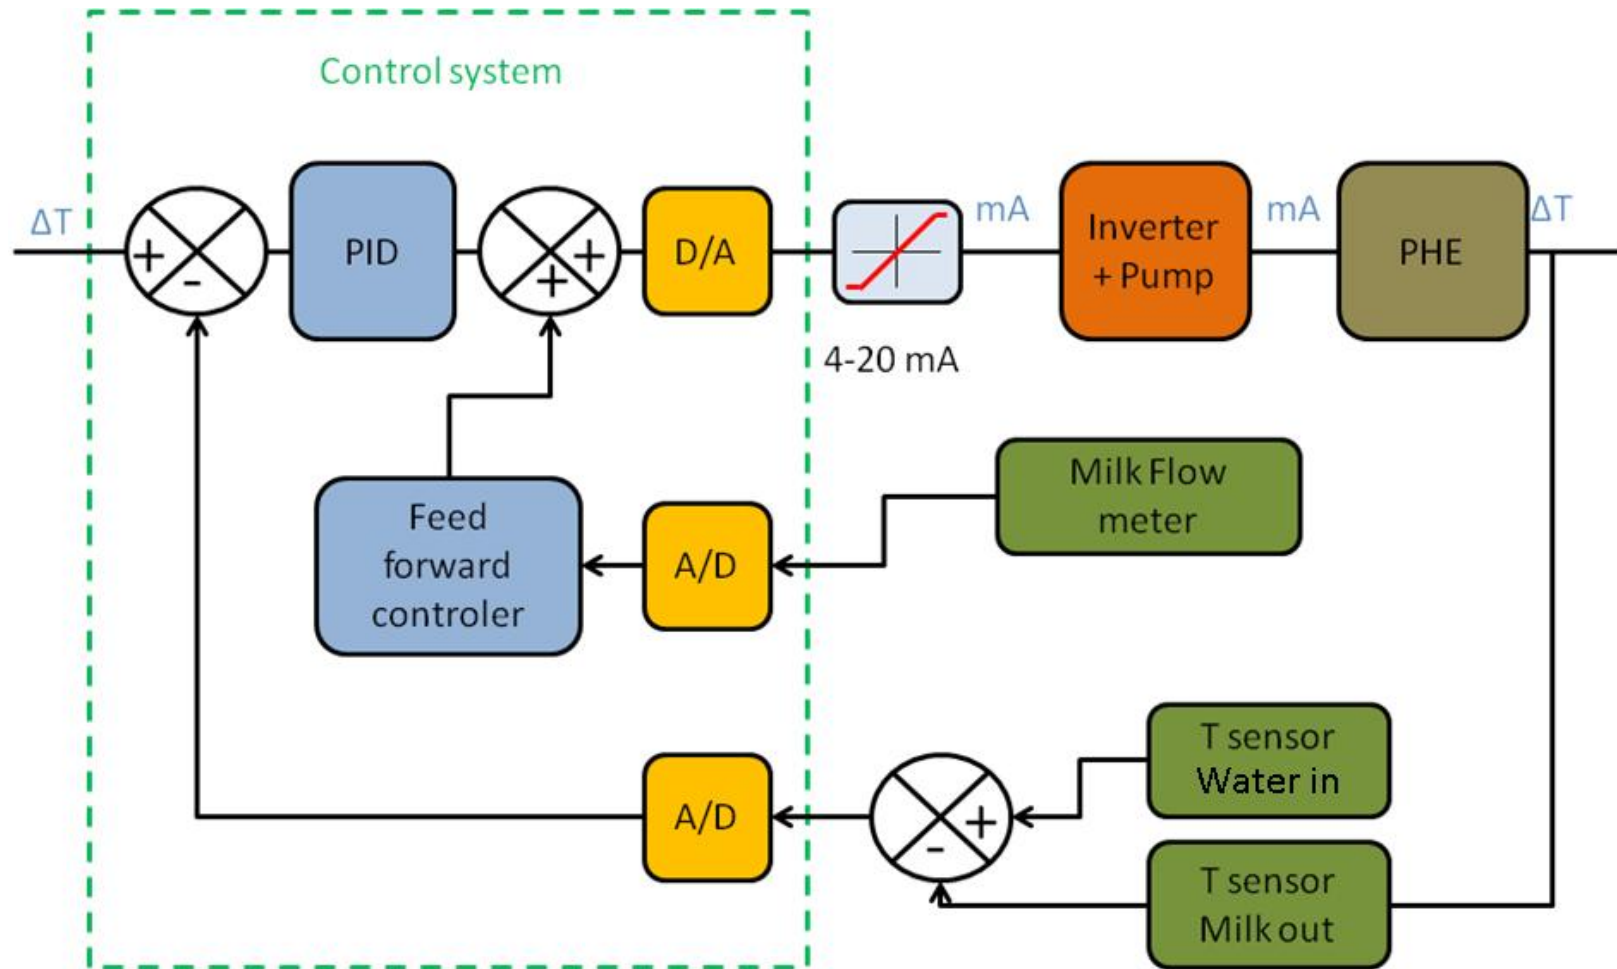 Control system
ΔT
+
-
PID
+
+
D/A
mA
Inverter
+ Pump
mA
PHE
ΔT
4-20 mA
Milk Flow
meter
Feed
forward
controler
A/D
T sensor
Water in
A/D
+
-
T sensor
Milk out